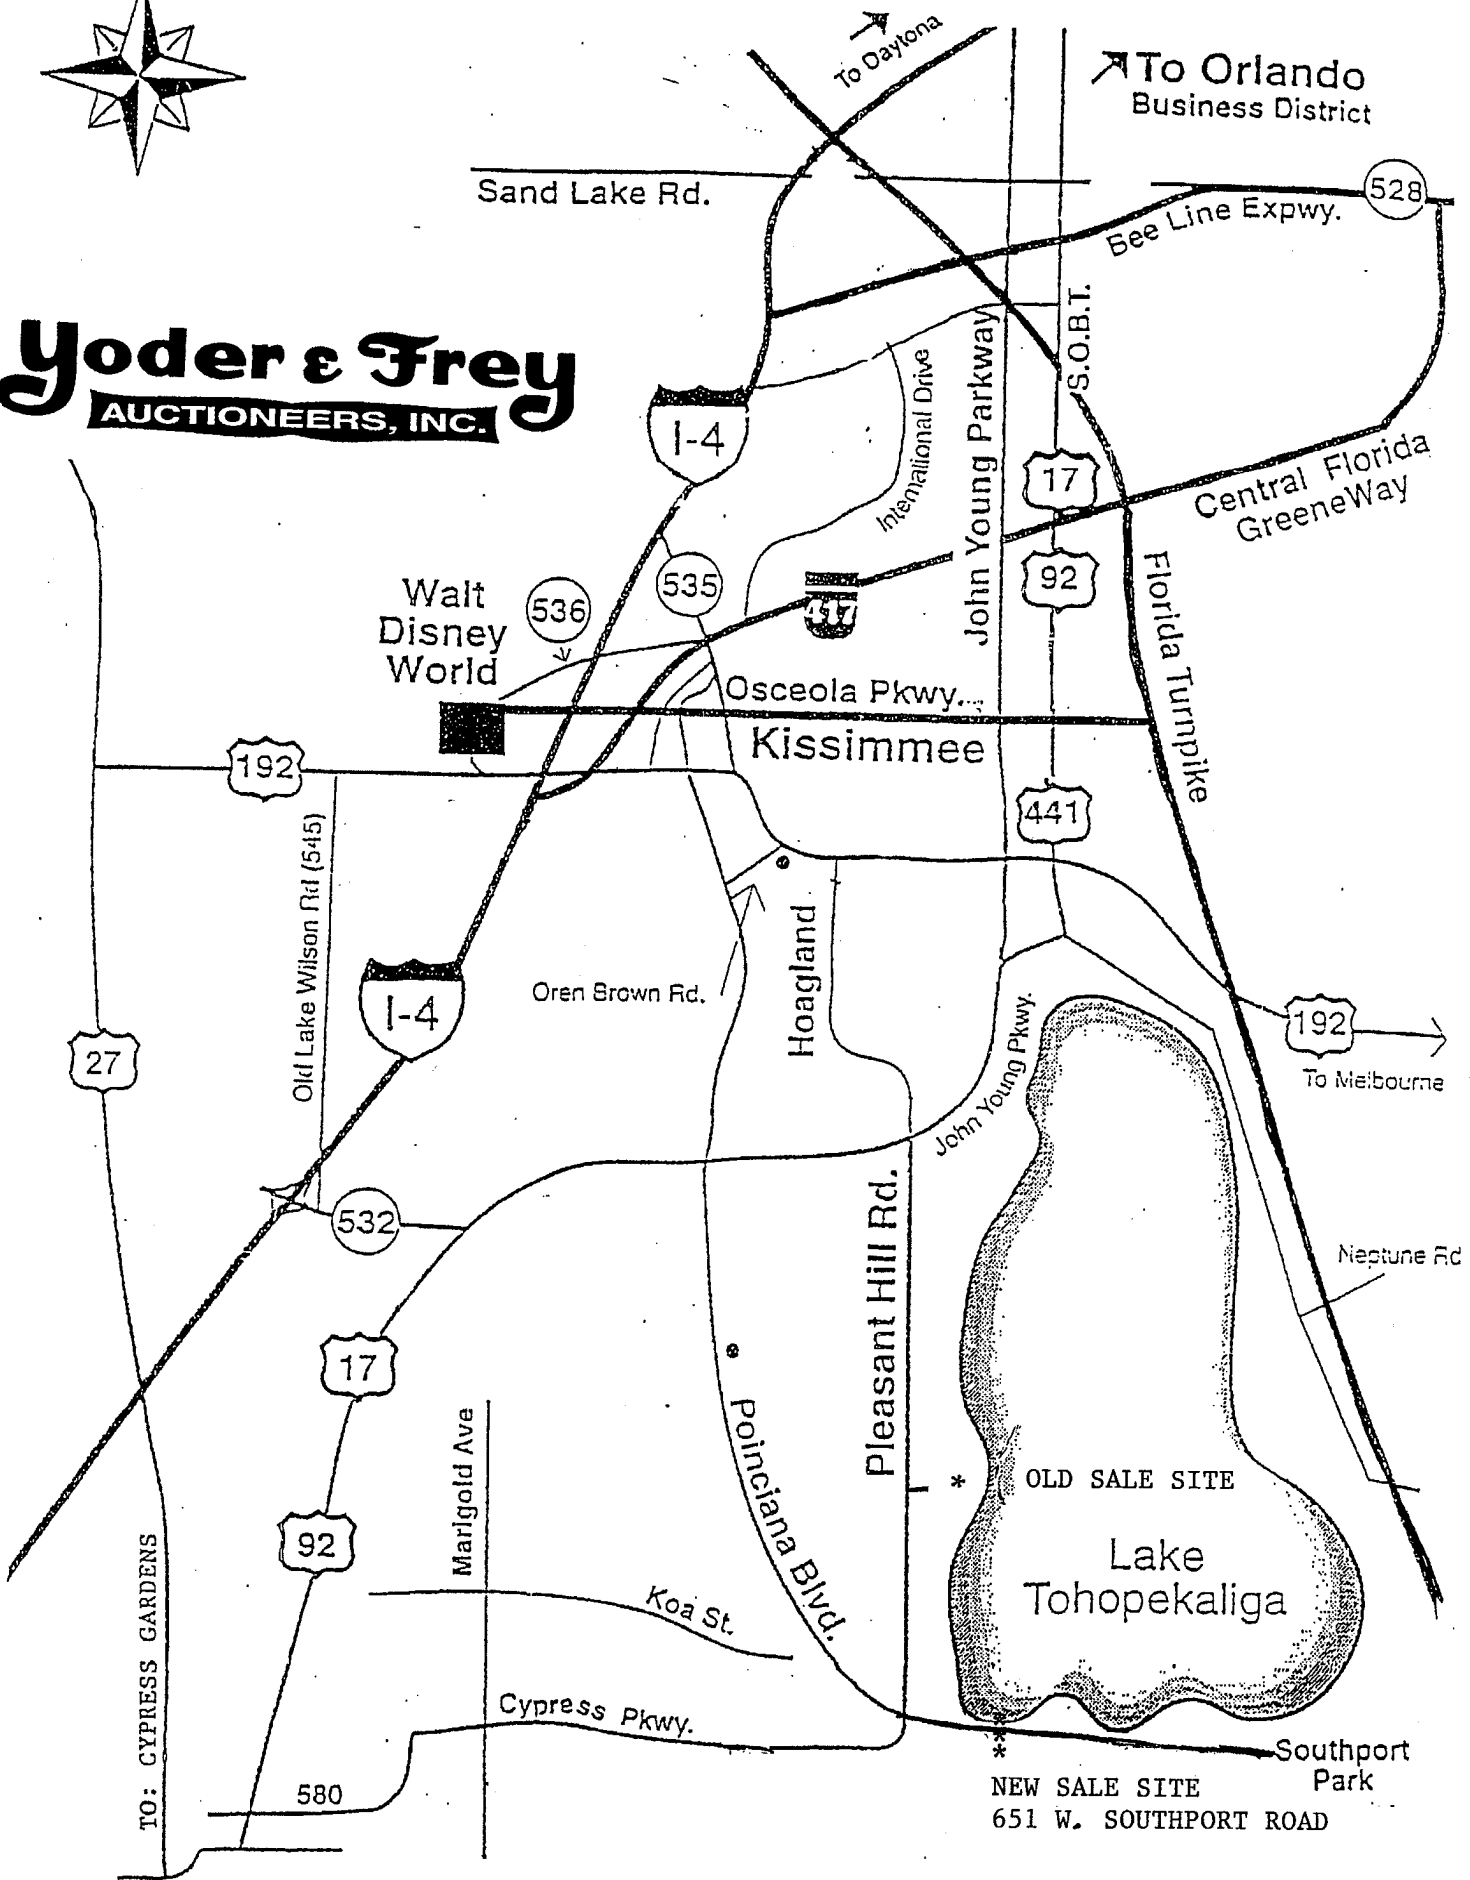 To Daytona
To Orlando
Business District
Sand Lake Rd.
528
Bee Line Expwy.
Yoder & Frey
AUCTIONEERS, INC.
I-4
International Drive
John Young Parkway
S.O.B.T.
17
Central Florida
GreeneWay
92
535
536
417
Walt
Disney
World
Florida Turnpike
Osceola Pkwy.
Kissimmee
192
441
Old Lake Wilson Rd (545)
Oren Brown Rd.
Hoagland
I-4
27
192
To Melbourne
John Young Pkwy.
532
Pleasant Hill Rd.
Neptune Rd
17
Marigold Ave
Poinciana Blvd.
* OLD SALE SITE
92
Lake
Tohopekaliga
Koa St.
TO: CYPRESS GARDENS
Cypress Pkwy.
580
Southport
Park
NEW SALE SITE
651 W. SOUTHPORT ROAD